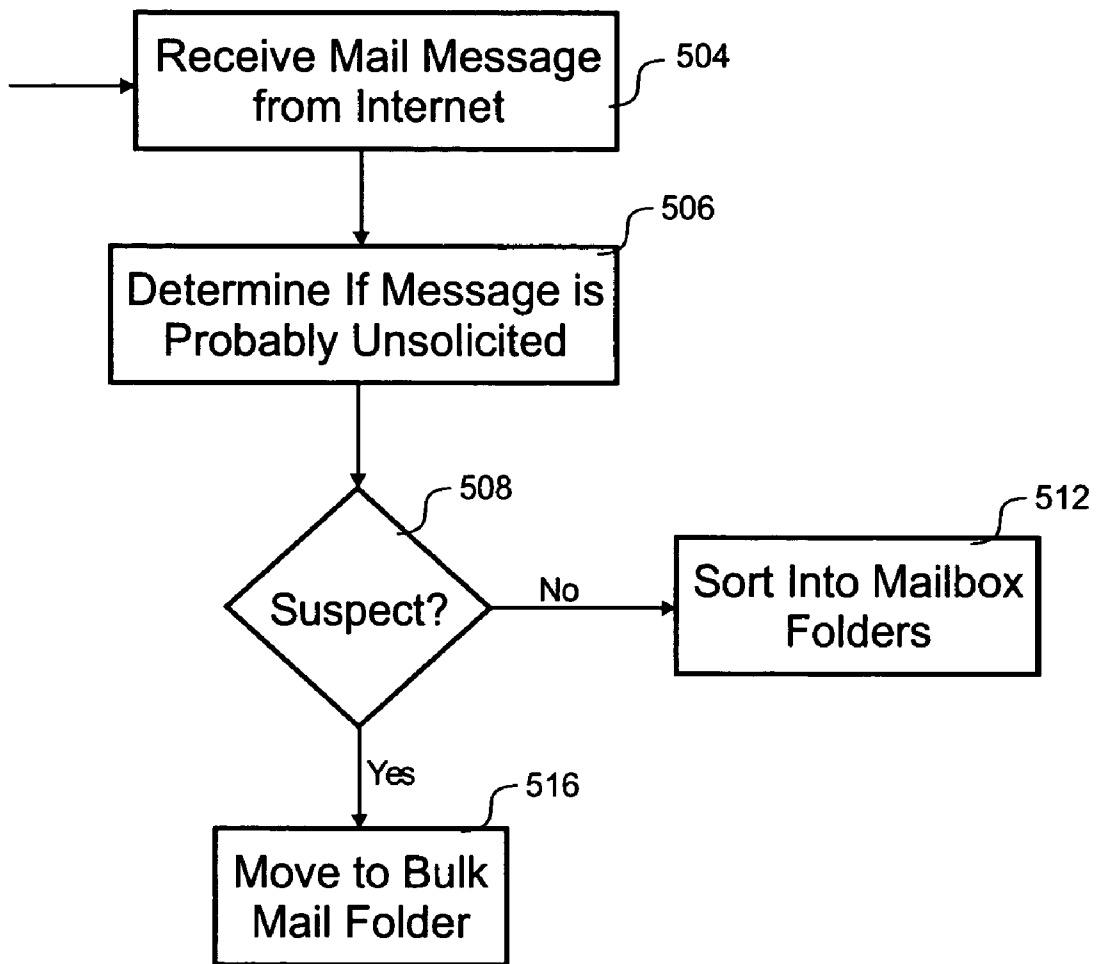 Receive Mail Message
from Internet
504
506
Determine If Message is
Probably Unsolicited
508
Suspect?
No
512
Sort Into Mailbox
Folders
Yes
516
Move to Bulk
Mail Folder